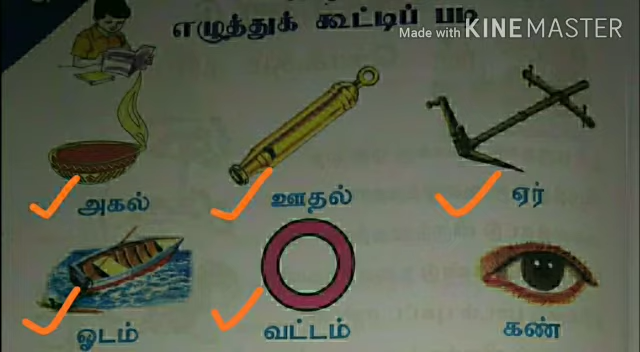 எழுத்துக் கூட்டிப் படி
Made with KINEMASTER
அகல் ஊதல் ஏர்
ஓடம் வட்டம் கண்